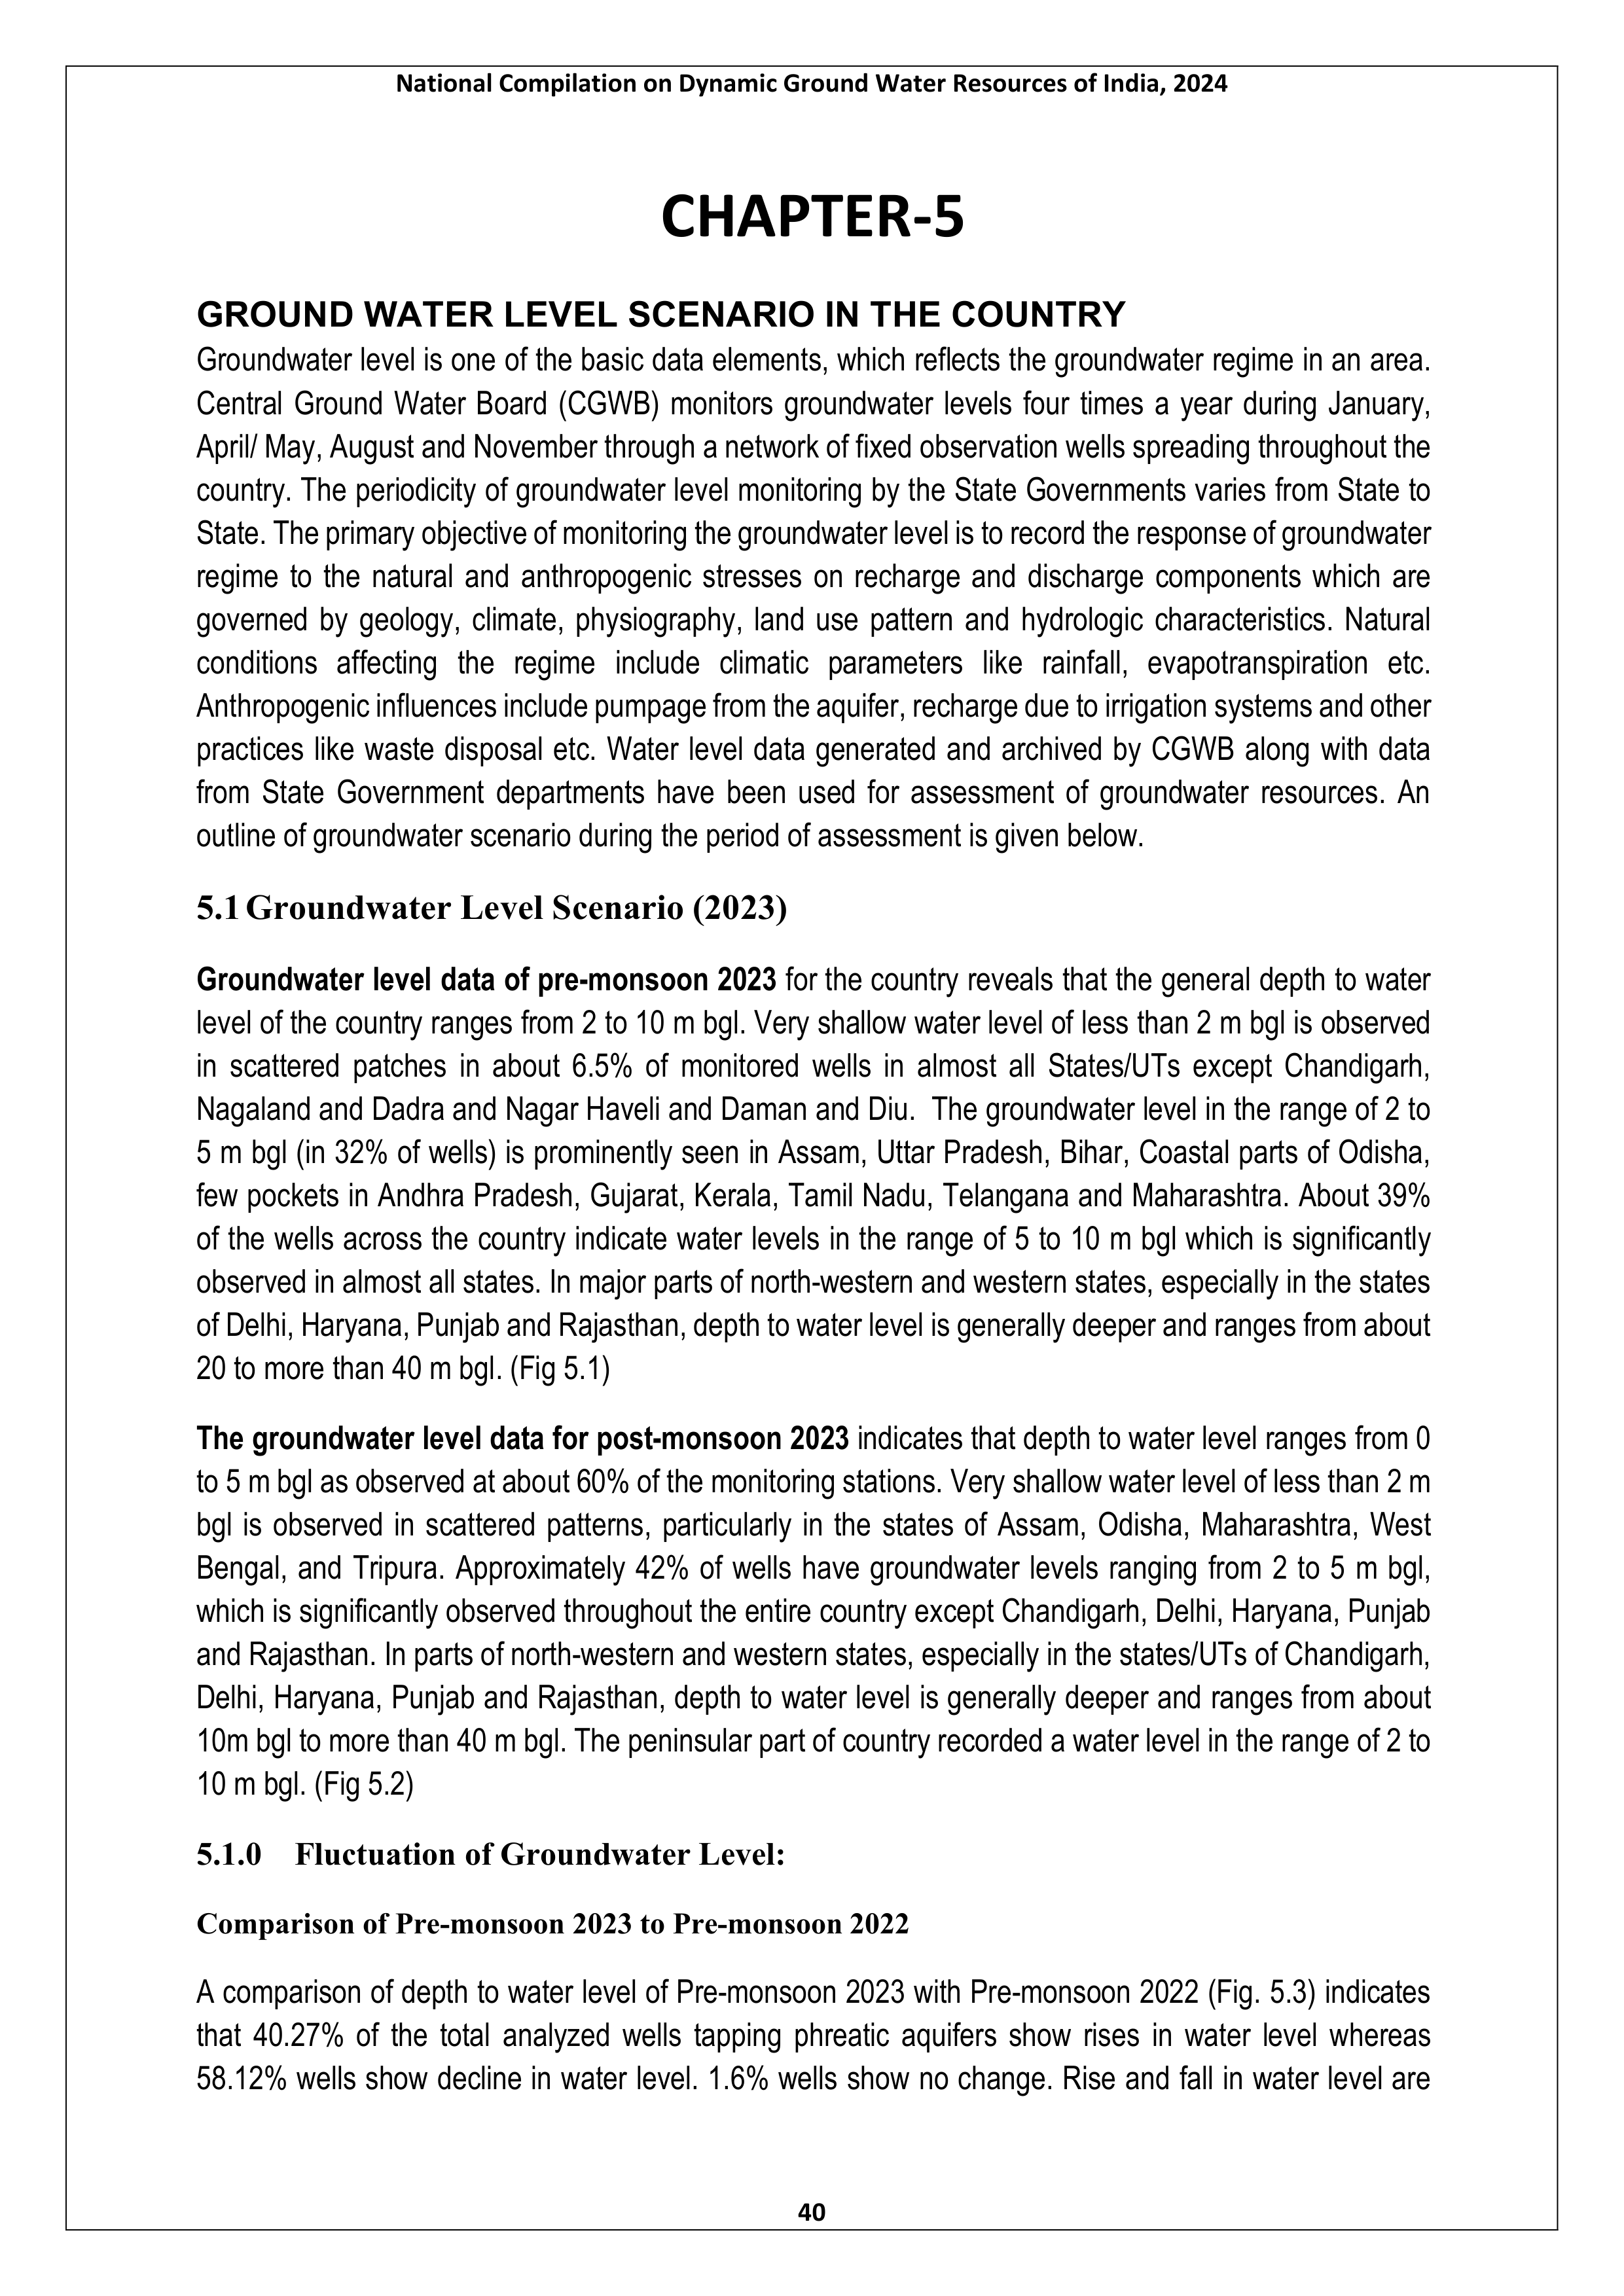 National Compilation on Dynamic Ground Water Resources of India, 2024
CHAPTER-5
GROUND WATER LEVEL SCENARIO IN THE COUNTRY
Groundwater level is one of the basic data elements, which reflects the groundwater regime in an area.
Central Ground Water Board (CGWB) monitors groundwater levels four times a year during January,
April/ May, August and November through a network of fixed observation wells spreading throughout the
country. The periodicity of groundwater level monitoring by the State Governments varies from State to
State. The primary objective of monitoring the groundwater level is to record the response of groundwater
regime to the natural and anthropogenic stresses on recharge and discharge components which are
governed by geology, climate, physiography, land use pattern and hydrologic characteristics. Natural
conditions affecting the regime include climatic parameters like rainfall, evapotranspiration etc.
Anthropogenic influences include pumpage from the aquifer, recharge due to irrigation systems and other
practices like waste disposal etc. Water level data generated and archived by CGWB along with data
from State Government departments have been used for assessment of groundwater resources. An
outline of groundwater scenario during the period of assessment is given below.
5.1 Groundwater Level Scenario (2023)
Groundwater level data of pre-monsoon 2023 for the country reveals that the general depth to water
level of the country ranges from 2 to 10 m bgl. Very shallow water level of less than 2 m bgl is observed
in scattered patches in about 6.5% of monitored wells in almost all States/UTs except Chandigarh,
Nagaland and Dadra and Nagar Haveli and Daman and Diu. The groundwater level in the range of 2 to
5 m bgl (in 32% of wells) is prominently seen in Assam, Uttar Pradesh, Bihar, Coastal parts of Odisha,
few pockets in Andhra Pradesh, Gujarat, Kerala, Tamil Nadu, Telangana and Maharashtra. About 39%
of the wells across the country indicate water levels in the range of 5 to 10 m bgl which is significantly
observed in almost all states. In major parts of north-western and western states, especially in the states
of Delhi, Haryana, Punjab and Rajasthan, depth to water level is generally deeper and ranges from about
20 to more than 40 m bgl. (Fig 5.1)
The groundwater level data for post-monsoon 2023 indicates that depth to water level ranges from 0
to 5 m bgl as observed at about 60% of the monitoring stations. Very shallow water level of less than 2 m
bgl is observed in scattered patterns, particularly in the states of Assam, Odisha, Maharashtra, West
Bengal, and Tripura. Approximately 42% of wells have groundwater levels ranging from 2 to 5 m bgl,
which is significantly observed throughout the entire country except Chandigarh, Delhi, Haryana, Punjab
and Rajasthan. In parts of north-western and western states, especially in the states/UTs of Chandigarh,
Delhi, Haryana, Punjab and Rajasthan, depth to water level is generally deeper and ranges from about
10m bgl to more than 40 m bgl. The peninsular part of country recorded a water level in the range of 2 to
10 m bgl. (Fig 5.2)
5.1.0 Fluctuation of Groundwater Level:
Comparison of Pre-monsoon 2023 to Pre-monsoon 2022
A comparison of depth to water level of Pre-monsoon 2023 with Pre-monsoon 2022 (Fig. 5.3) indicates
that 40.27% of the total analyzed wells tapping phreatic aquifers show rises in water level whereas
58.12% wells show decline in water level. 1.6% wells show no change. Rise and fall in water level are
40